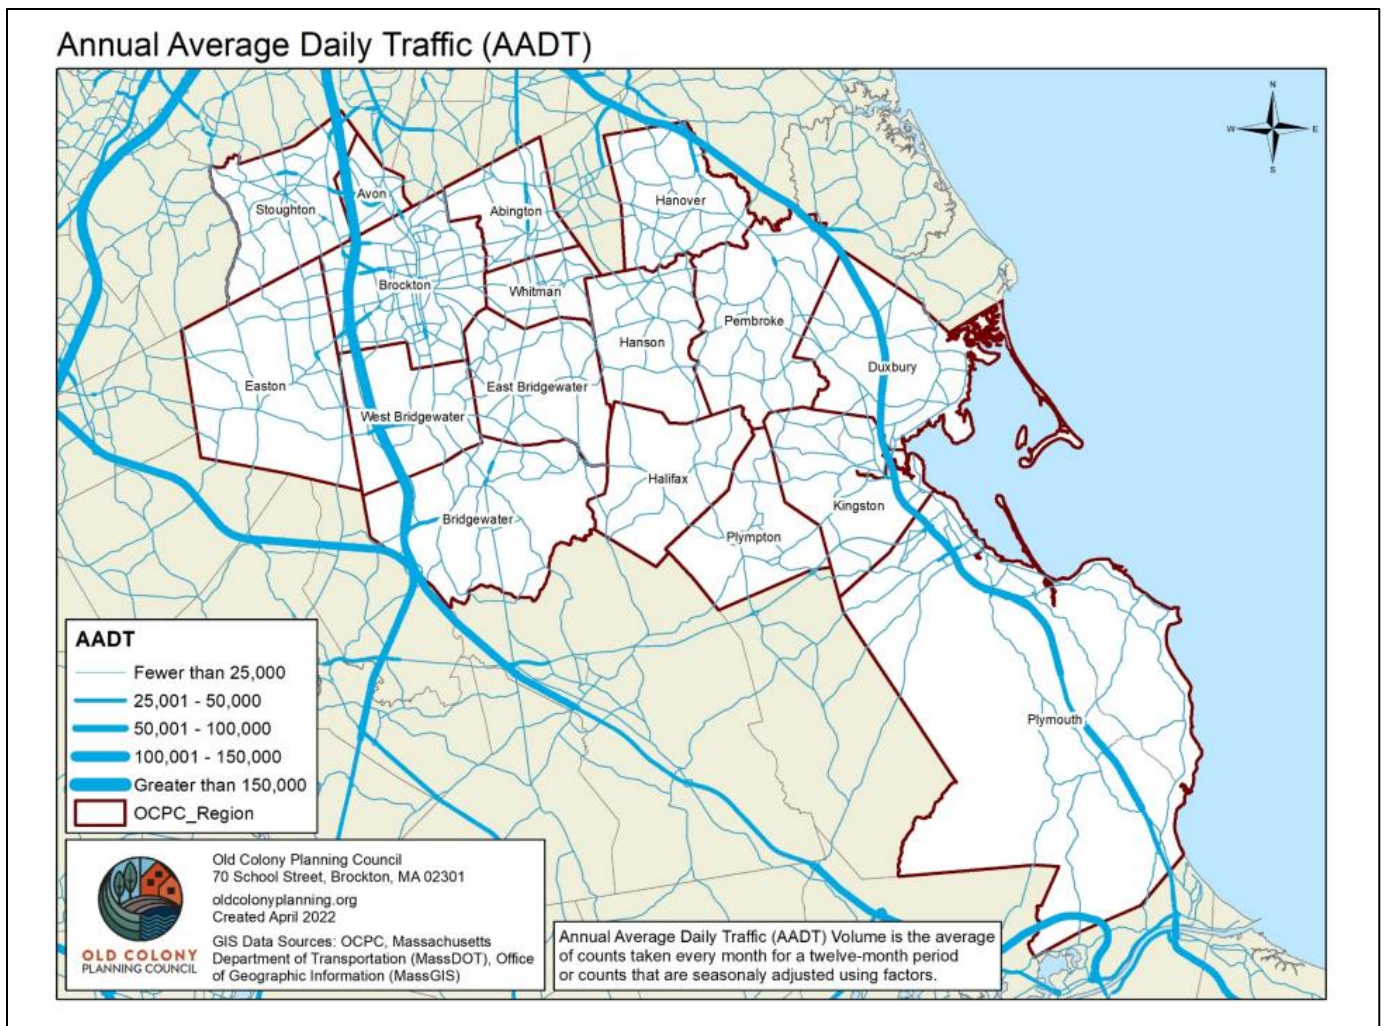 Annual Average Daily Traffic (AADT)
N
W
E
S
Stoughton
Avon
Abington
Hanover
Brockton
Whitman
Pembroke
Hanson
Easton
East Bridgewater
Duxbury
West Bridgewater
Halifax
Kingston
Bridgewater
Plympton
Plymouth
AADT
Fewer than 25,000
25,001 - 50,000
50,001 - 100,000
100,001 - 150,000
Greater than 150,000
OCPC_Region
OLD COLONY
PLANNING COUNCIL
Old Colony Planning Council
70 School Street, Brockton, MA 02301
oldcolonyplanning.org
Created April 2022
GIS Data Sources: OCPC, Massachusetts
Department of Transportation (MassDOT), Office
of Geographic Information (MassGIS)
Annual Average Daily Traffic (AADT) Volume is the average
of counts taken every month for a twelve-month period
or counts that are seasonaly adjusted using factors.